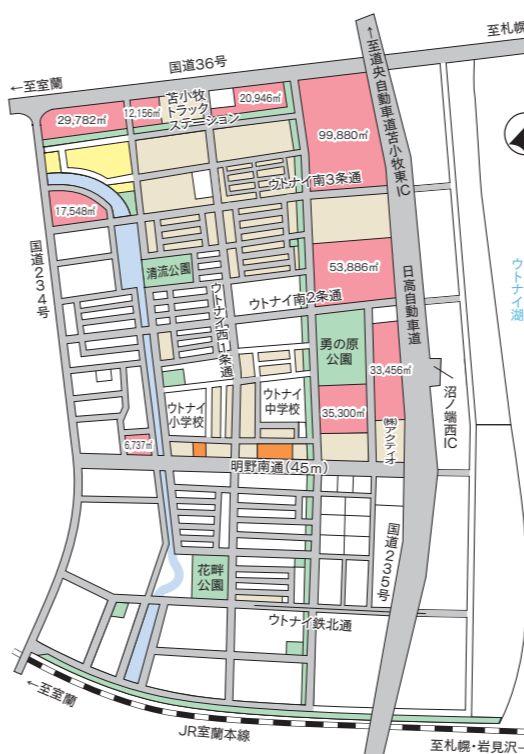 至札幌
国道36号
←至室蘭
↑至道央自動車道苫小牧東IC
29,782㎡
12,156㎡
苫小牧
トラック
ステーション
20,946㎡
99,880㎡
17,548㎡
ウトナイ南3条通
国道234号
清流公園
53,886㎡
ウトナイ湖
ウトナイ南2条通
ウトナイ西1条通
日高自動車道
勇の原
公園
33,456㎡
ウトナイ
小学校
ウトナイ
中学校
35,300㎡
㈱アクティオ
沼ノ端西IC
6,737㎡
明野南通(45m)
国道235号
花畔
公園
ウトナイ鉄北通
←至室蘭
JR室蘭本線
至札幌・岩見沢→